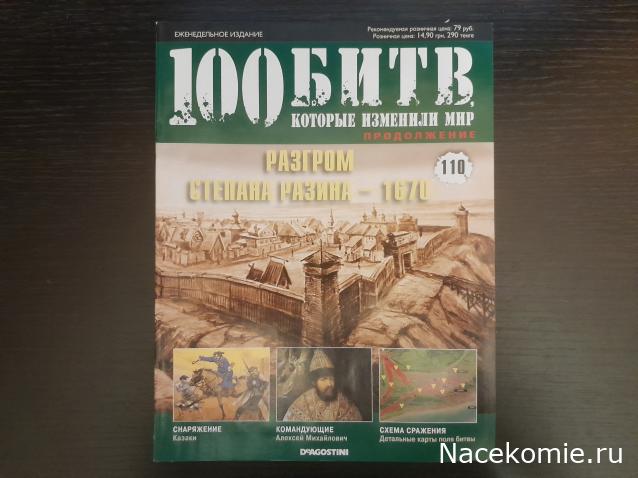 ЕЖЕНЕДЕЛЬНОЕ ИЗДАНИЕ
Рекомендуемая розничная цена: 79 руб.
Розничная цена: 14,90 грн, 290 тенге
100 БИТВ,
КОТОРЫЕ ИЗМЕНИЛИ МИР
ПРОДОЛЖЕНИЕ
РАЗГРОМ
СТЕПАНА РАЗИНА – 1670
110
СНАРЯЖЕНИЕ
Казаки
КОМАНДУЮЩИЕ
Алексей Михайлович
СХЕМА СРАЖЕНИЯ
Детальные карты поля битвы
DEAGOSTINI
Nacekomie.ru